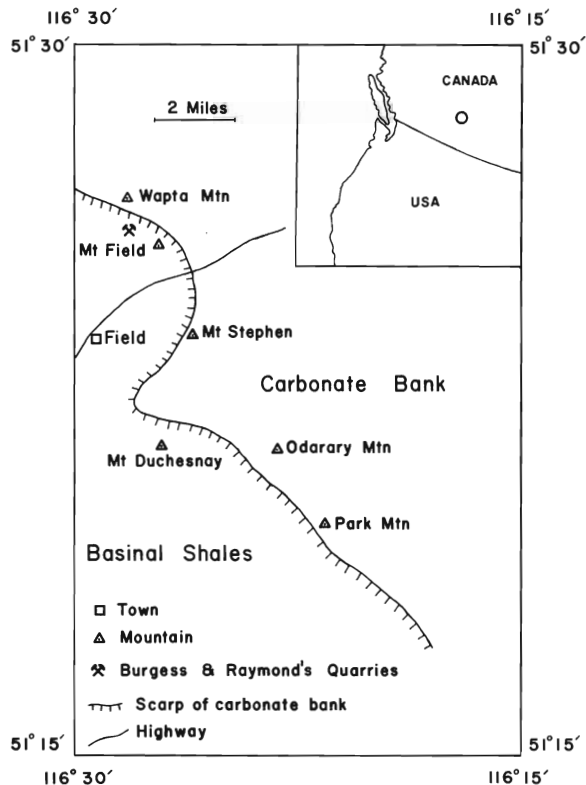 116° 30′
116° 15′
51° 30′
51° 30′
2 Miles
CANADA
USA
Wapta Mtn
Mt Field
Field
Mt Stephen
Carbonate Bank
Mt Duchesnay
Odarary Mtn
Park Mtn
Basinal Shales
Town
Mountain
Burgess & Raymond's Quarries
Scarp of carbonate bank
Highway
51° 15′
51° 15′
116° 30′
116° 15′